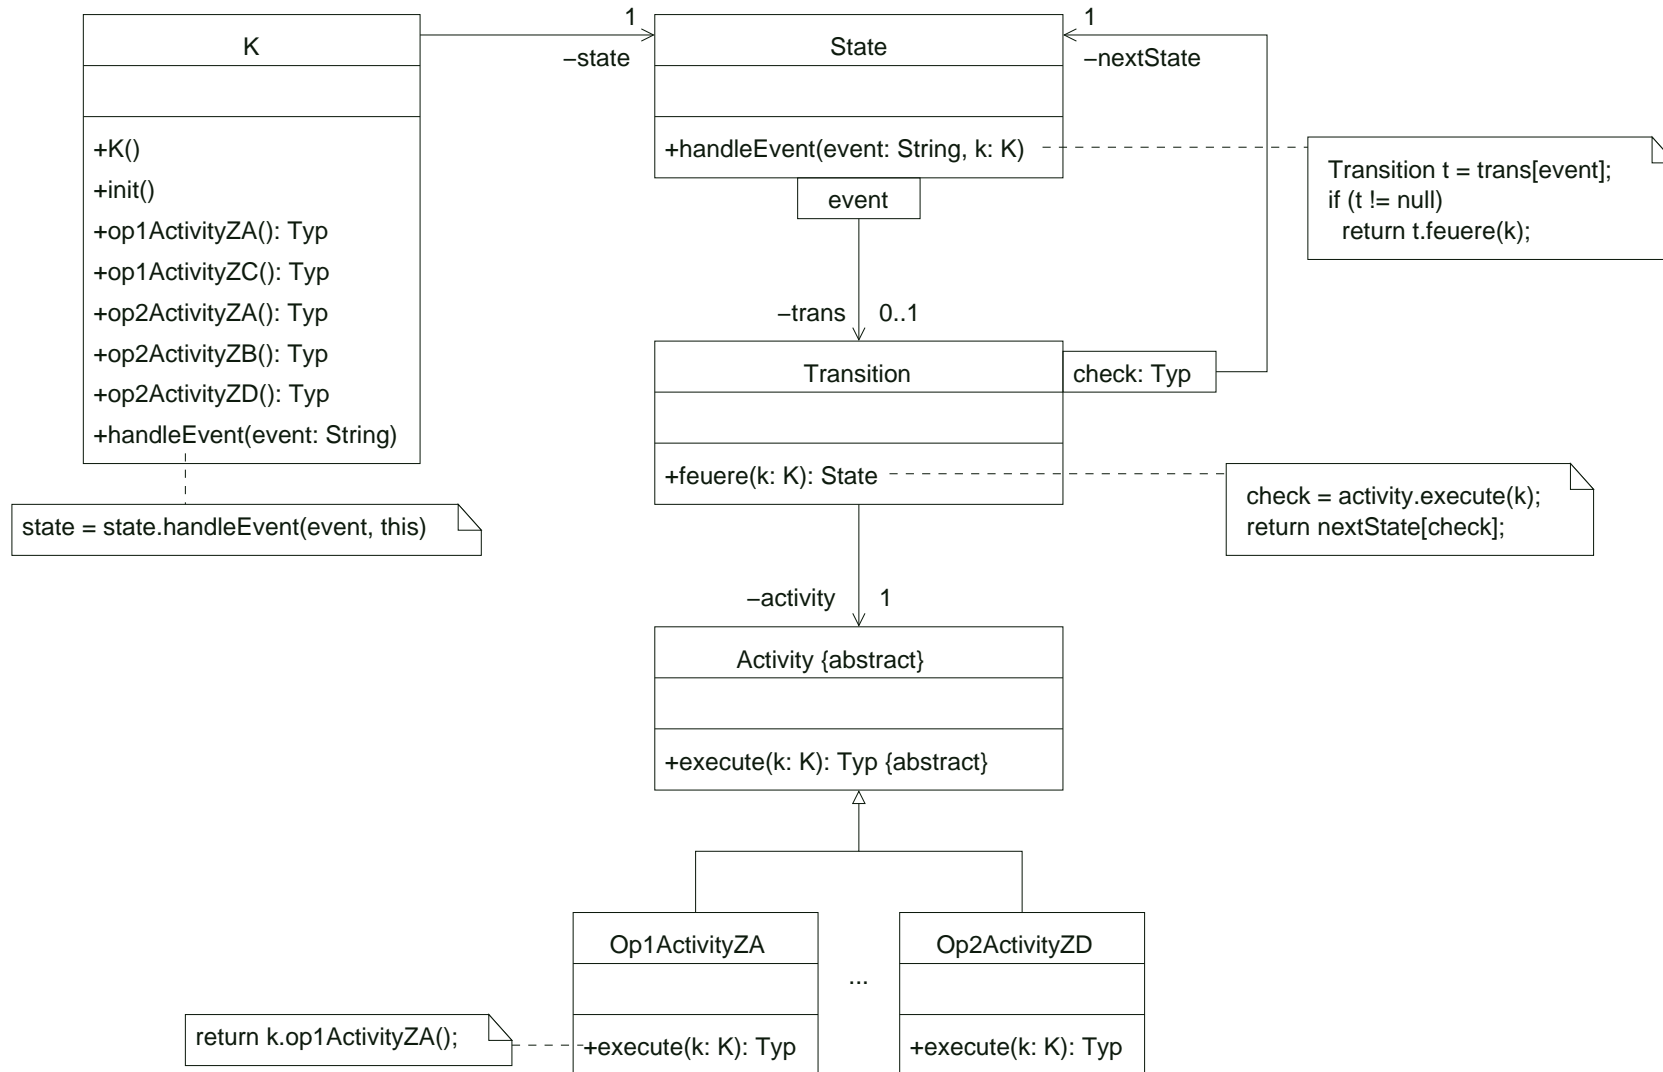 K
+K()
+init()
+op1ActivityZA(): Typ
+op1ActivityZC(): Typ
+op2ActivityZA(): Typ
+op2ActivityZB(): Typ
+op2ActivityZD(): Typ
+handleEvent(event: String)
state = state.handleEvent(event, this)
1
–state
State
+handleEvent(event: String, k: K)
event
1
–nextState
Transition t = trans[event];
if (t != null)
return t.feuere(k);
–trans
0..1
Transition
check: Typ
+feuere(k: K): State
check = activity.execute(k);
return nextState[check];
–activity
1
Activity {abstract}
+execute(k: K): Typ {abstract}
Op1ActivityZA
+execute(k: K): Typ
...
Op2ActivityZD
+execute(k: K): Typ
return k.op1ActivityZA();